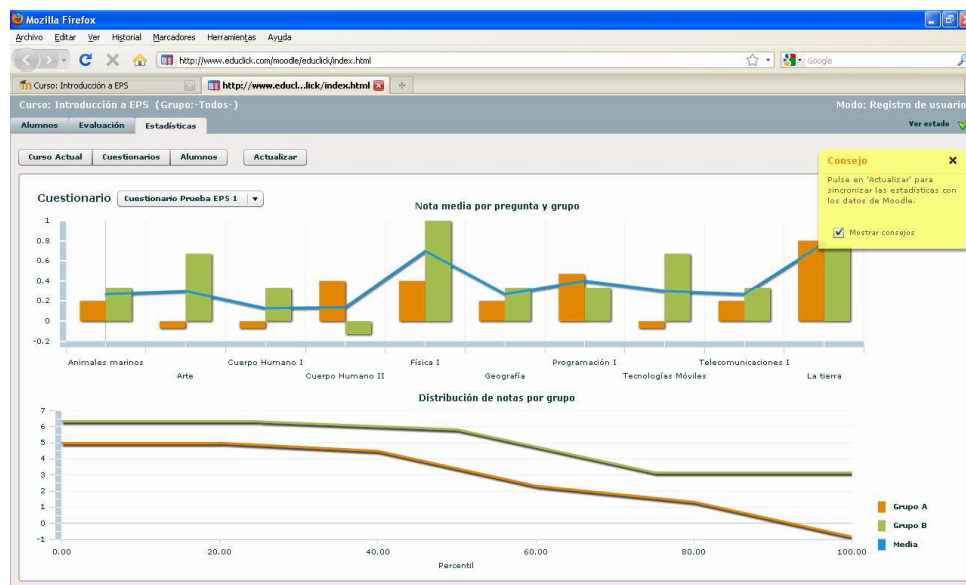 Mozilla Firefox
Archivo Editar Ver Historial Marcadores Herramientas Ayuda
http://www.educlick.com/moodle/educlick/index.html
Google
Curso: Introducción a EPS
http://www.educl...lick/index.html
Curso: Introducción a EPS (Grupo:-Todos-)
Modo: Registro de usuario
Alumnos Evaluación Estadísticas
Ver estado
Curso Actual Cuestionarios Alumnos Actualizar
Consejo
Pulse en 'Actualizar' para
sincronizar las estadísticas con
los datos de Moodle.
Mostrar consejos
Cuestionario Cuestionario Prueba EPS 1
Nota media por pregunta y grupo
1
0.8
0.6
0.4
0.2
0
-0.2
Animales marinos Cuerpo Humano I Física I Programación I Telecomunicaciones I
Arte Cuerpo Humano II Geografía Tecnologías Móviles La tierra
Distribución de notas por grupo
7
6
5
4
3
2
1
0
-1
0.00 20.00 40.00 60.00 80.00 100.00
Percentil
Grupo A
Grupo B
Media